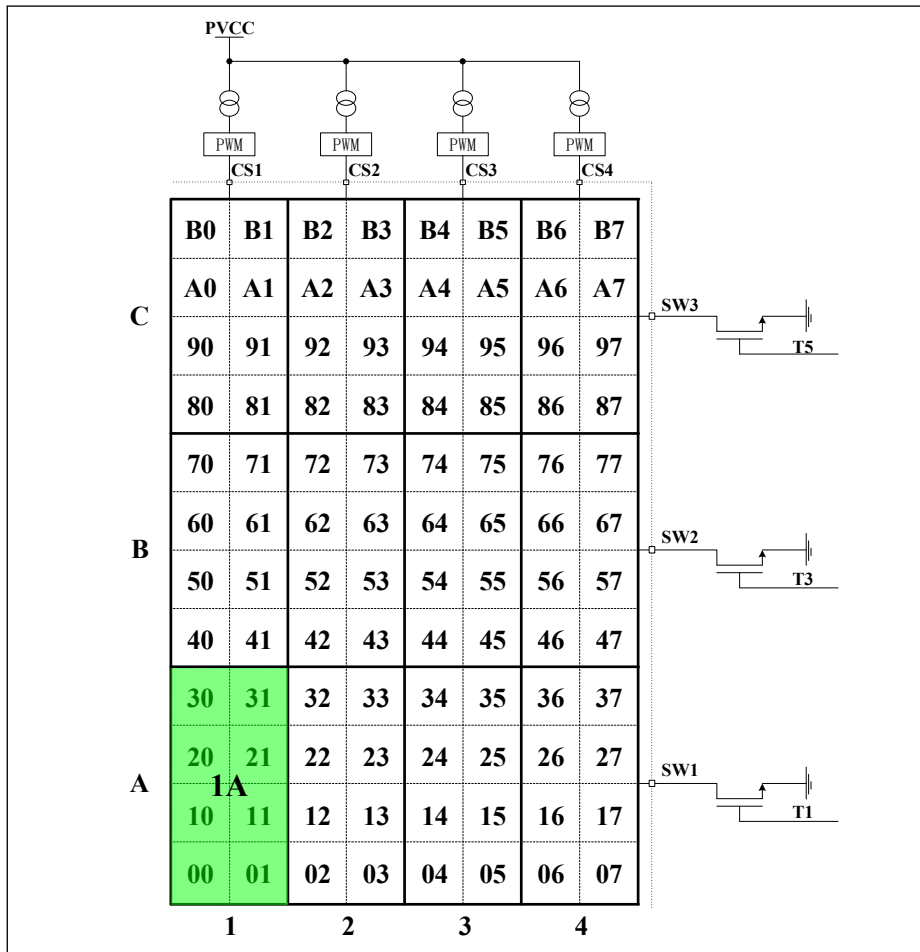 PVCC
PWM PWM PWM PWM
CS1 CS2 CS3 CS4
B0 B1 B2 B3 B4 B5 B6 B7
A0 A1 A2 A3 A4 A5 A6 A7
C
SW3
T5
90 91 92 93 94 95 96 97
80 81 82 83 84 85 86 87
70 71 72 73 74 75 76 77
60 61 62 63 64 65 66 67
B
SW2
T3
50 51 52 53 54 55 56 57
40 41 42 43 44 45 46 47
30 31 32 33 34 35 36 37
20 21 22 23 24 25 26 27
A
1A
SW1
T1
10 11 12 13 14 15 16 17
00 01 02 03 04 05 06 07
1 2 3 4